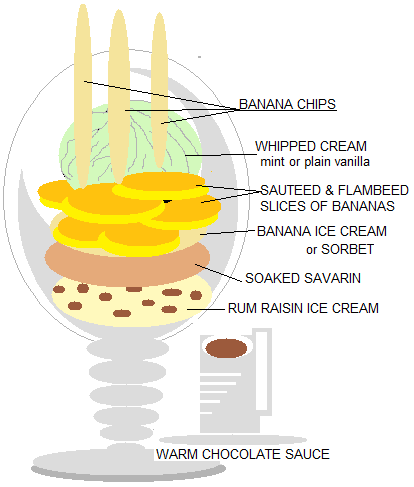 BANANA CHIPS
WHIPPED CREAM
mint or plain vanilla
SAUTEED & FLAMBEED
SLICES OF BANANAS
BANANA ICE CREAM
or SORBET
SOAKED SAVARIN
RUM RAISIN ICE CREAM
WARM CHOCOLATE SAUCE